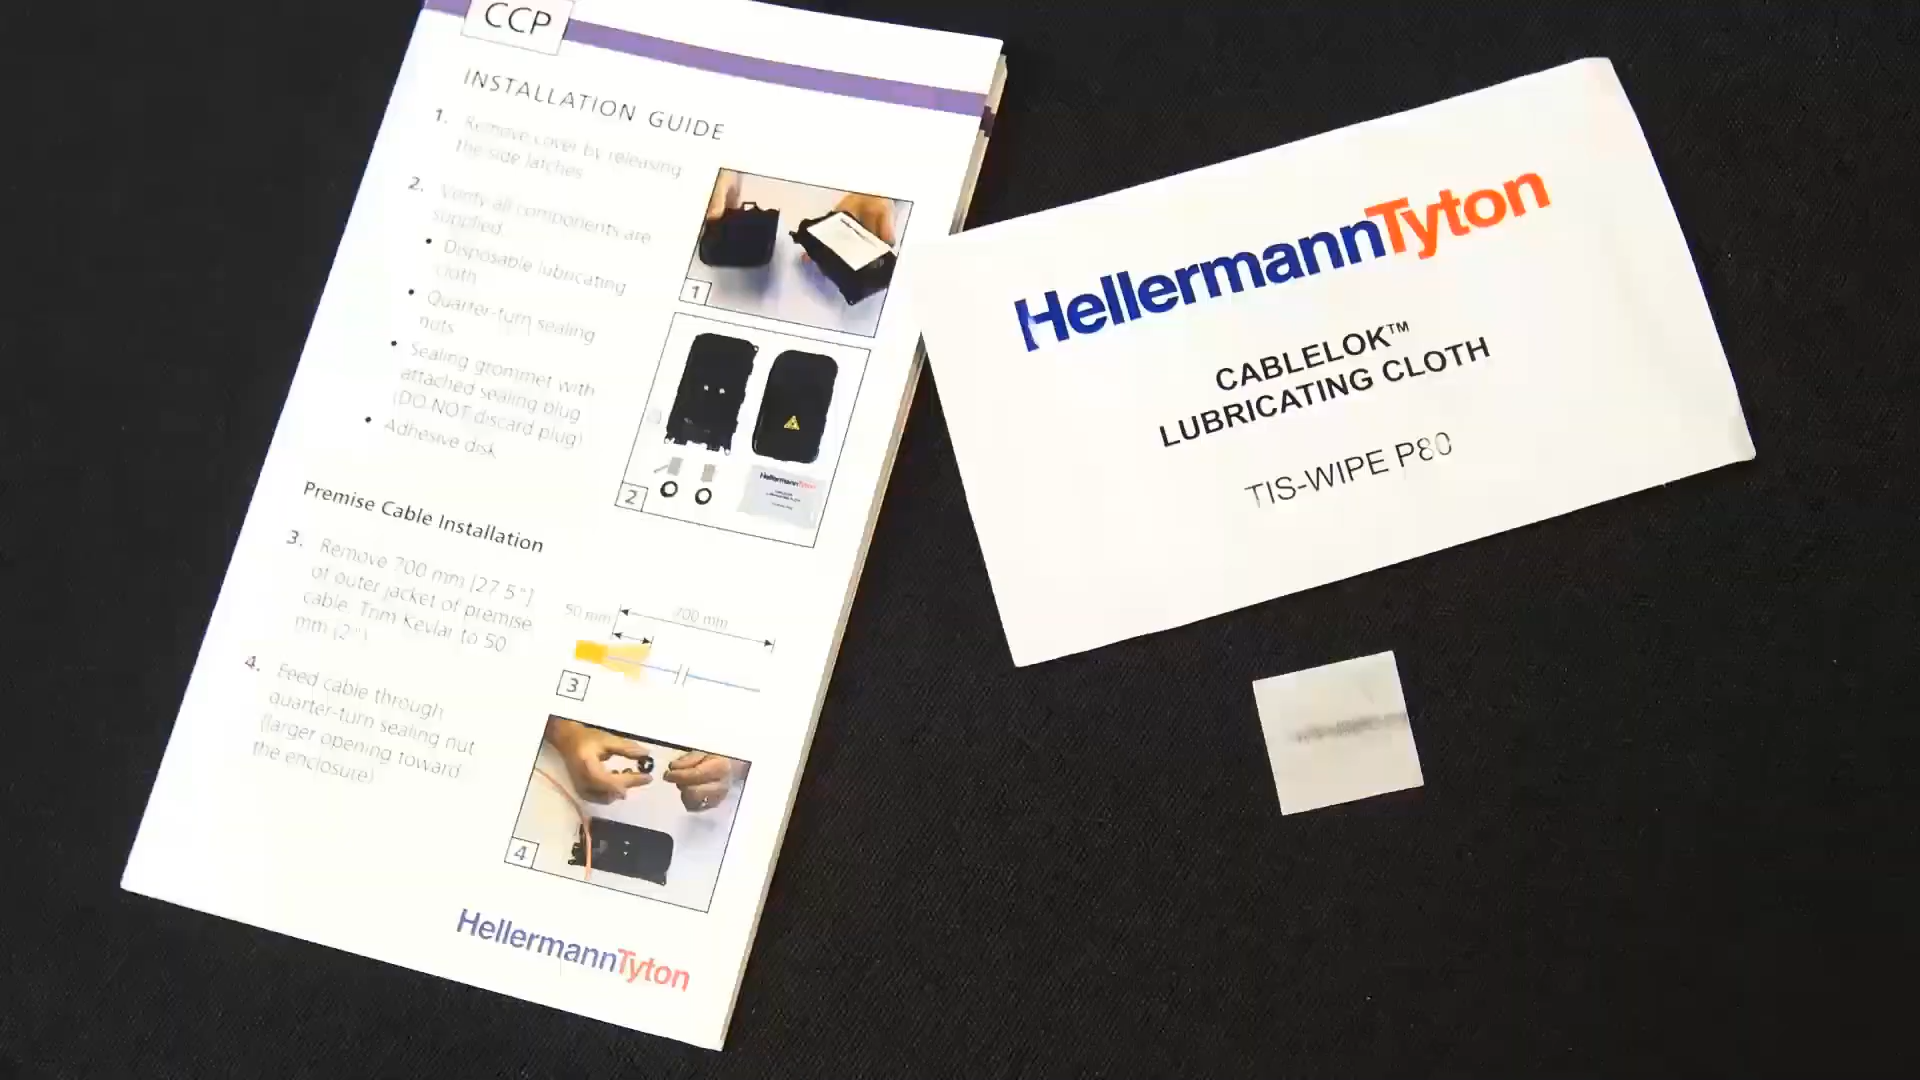 CCP
INSTALLATION GUIDE
1. Remove cover by releasing
the side latches
2. Verify all components are
supplied
• Disposable lubricating
cloth
• Quarter-turn sealing
nuts
• Sealing grommet with
attached sealing plug
(DO NOT discard plug)
• Adhesive disk
1
2
HellermannTyton
Premise Cable Installation
3. Remove 700 mm [27.5"]
of outer jacket of premise
cable. Trim Kevlar to 50
mm (2")
50 mm
700 mm
3
4. Feed cable through
quarter-turn sealing nut
(larger opening toward
the enclosure)
4
HellermannTyton
HellermannTyton
CABLELOK™
LUBRICATING CLOTH
TIS-WIPE P80